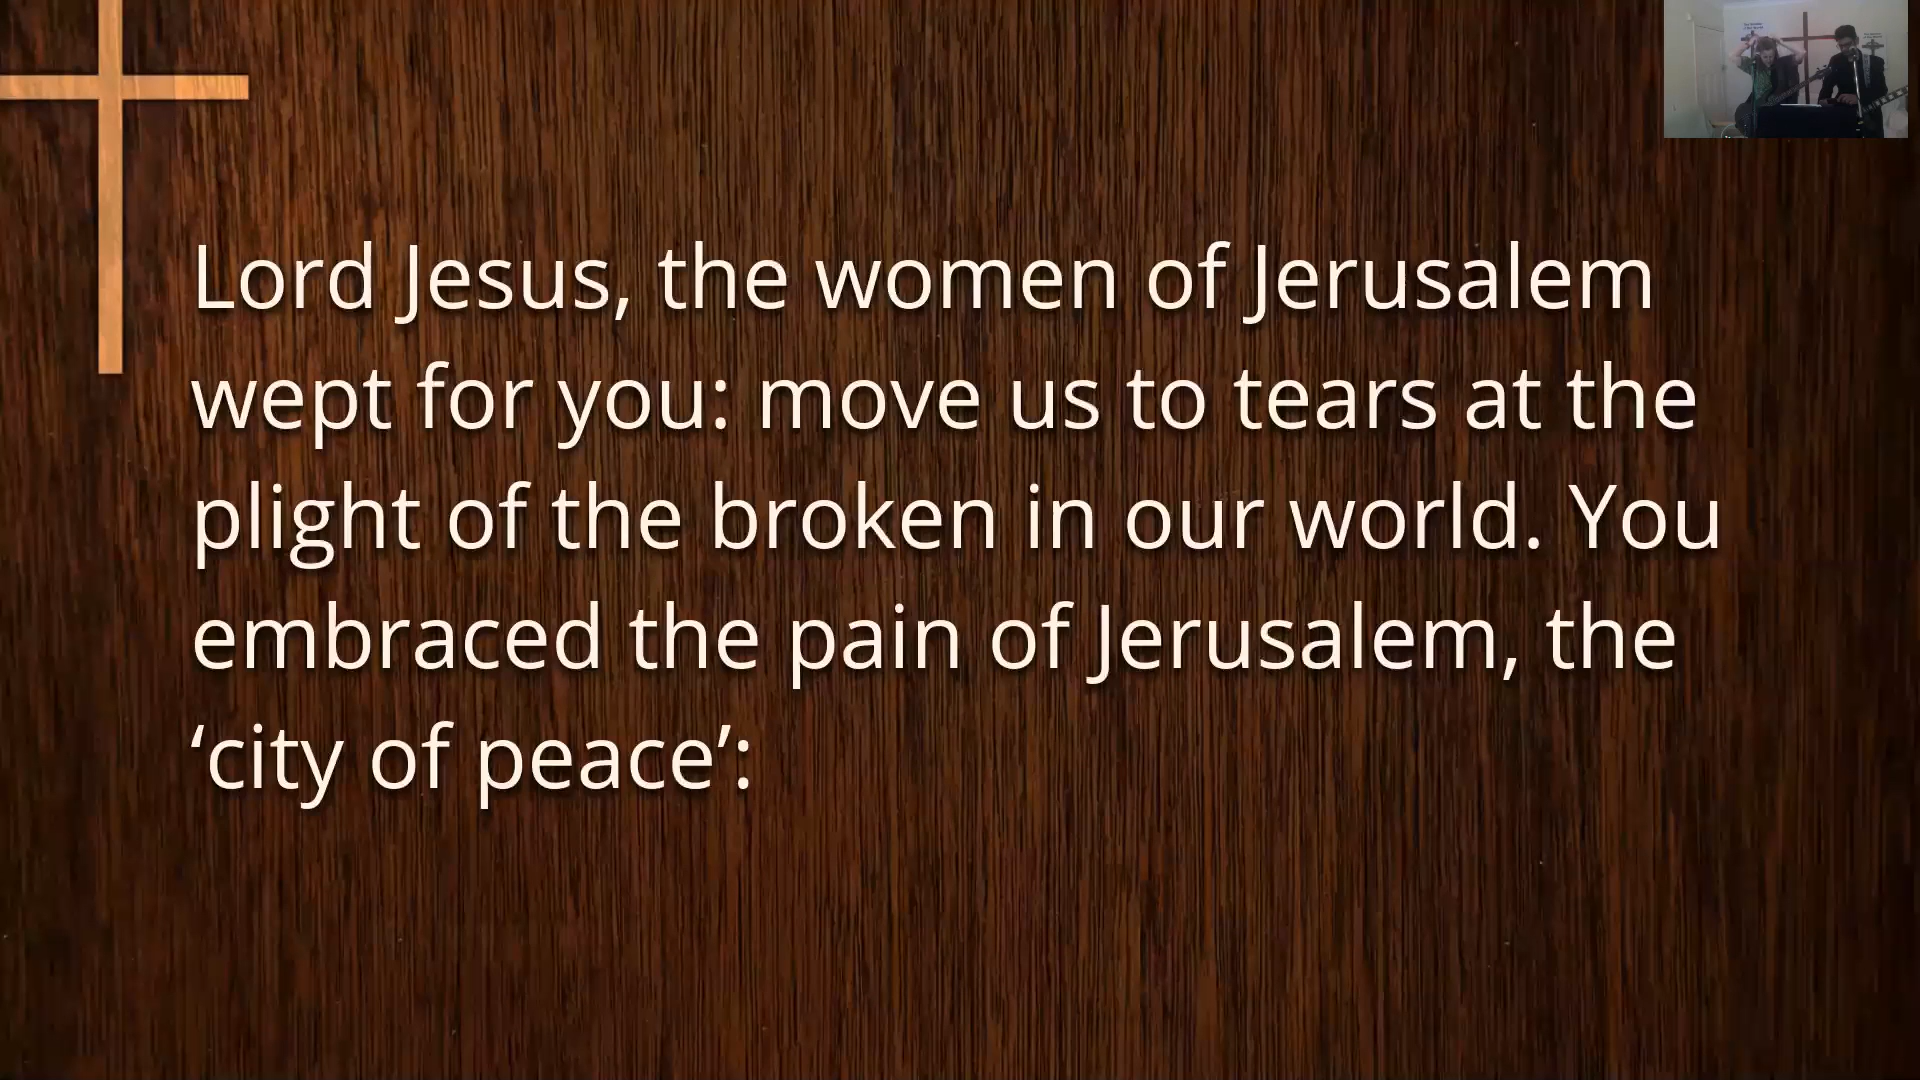 Lord Jesus, the women of Jerusalem
wept for you: move us to tears at the
plight of the broken in our world. You
embraced the pain of Jerusalem, the
‘city of peace’: